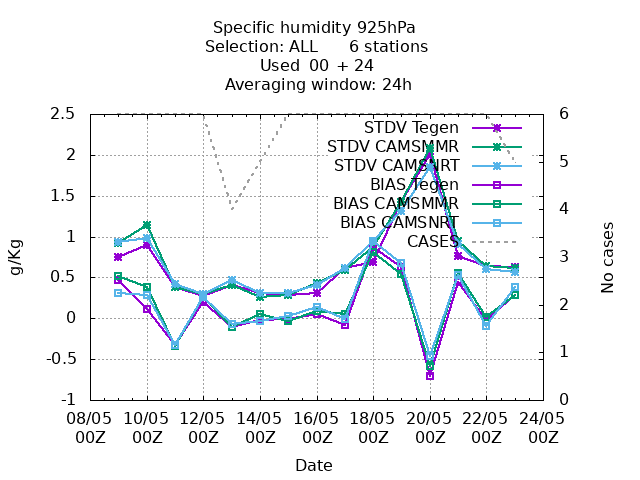 Specific humidity 925hPa
Selection: ALL 6 stations
Used 00 + 24
Averaging window: 24h
STDV Tegen
STDV CAMSMMR
STDV CAMSNRT
BIAS Tegen
BIAS CAMSMMR
BIAS CAMSNRT
CASES
2.5
2
1.5
1
0.5
0
-0.5
-1
g/Kg
6
5
4
3
2
1
0
No cases
08/05 10/05 12/05 14/05 16/05 18/05 20/05 22/05 24/05
00Z 00Z 00Z 00Z 00Z 00Z 00Z 00Z 00Z
Date